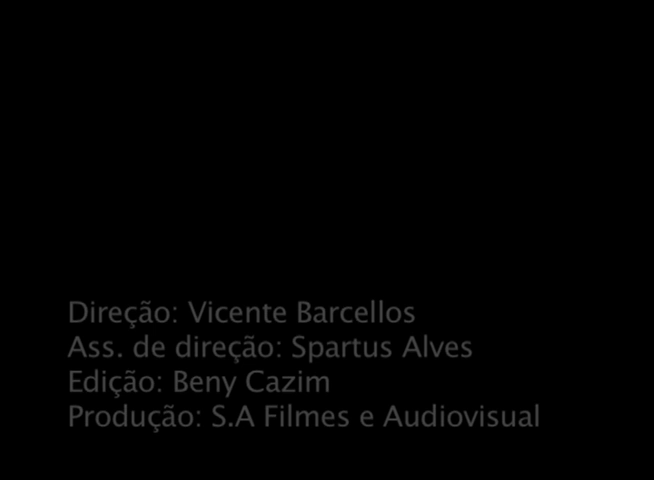 Direção: Vicente Barcellos
Ass. de direção: Spartus Alves
Edição: Beny Cazim
Produção: S.A Filmes e Audiovisual